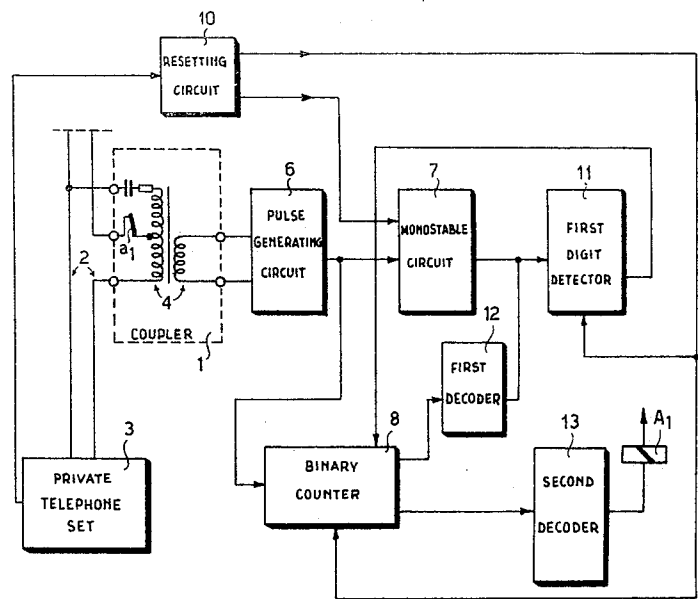 10
RESETTING
CIRCUIT
6
PULSE
GENERATING
CIRCUIT
7
MONOSTABLE
CIRCUIT
11
FIRST
DIGIT
DETECTOR
a1
2
4
COUPLER
1
12
FIRST
DECODER
3
PRIVATE
TELEPHONE
SET
8
BINARY
COUNTER
13
SECOND
DECODER
A1